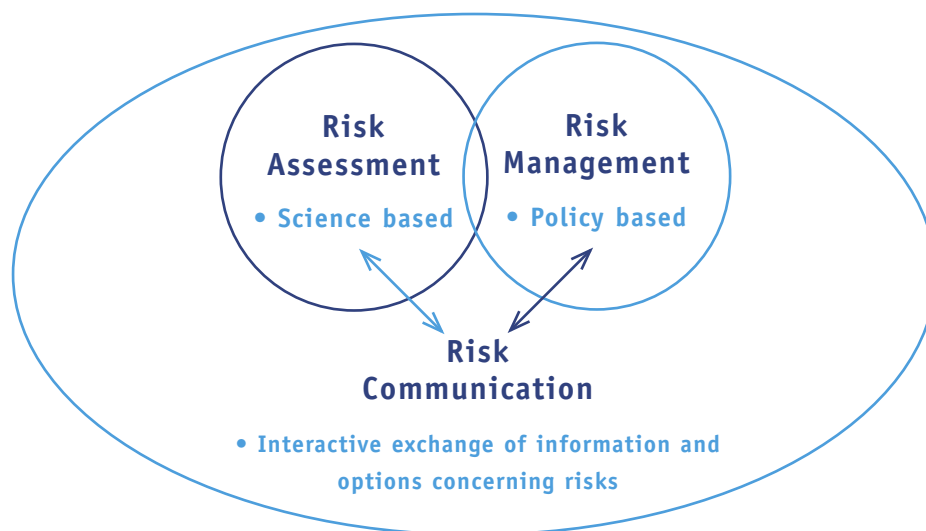 Risk
Assessment
• Science based
Risk
Management
• Policy based
Risk
Communication
• Interactive exchange of information and
options concerning risks